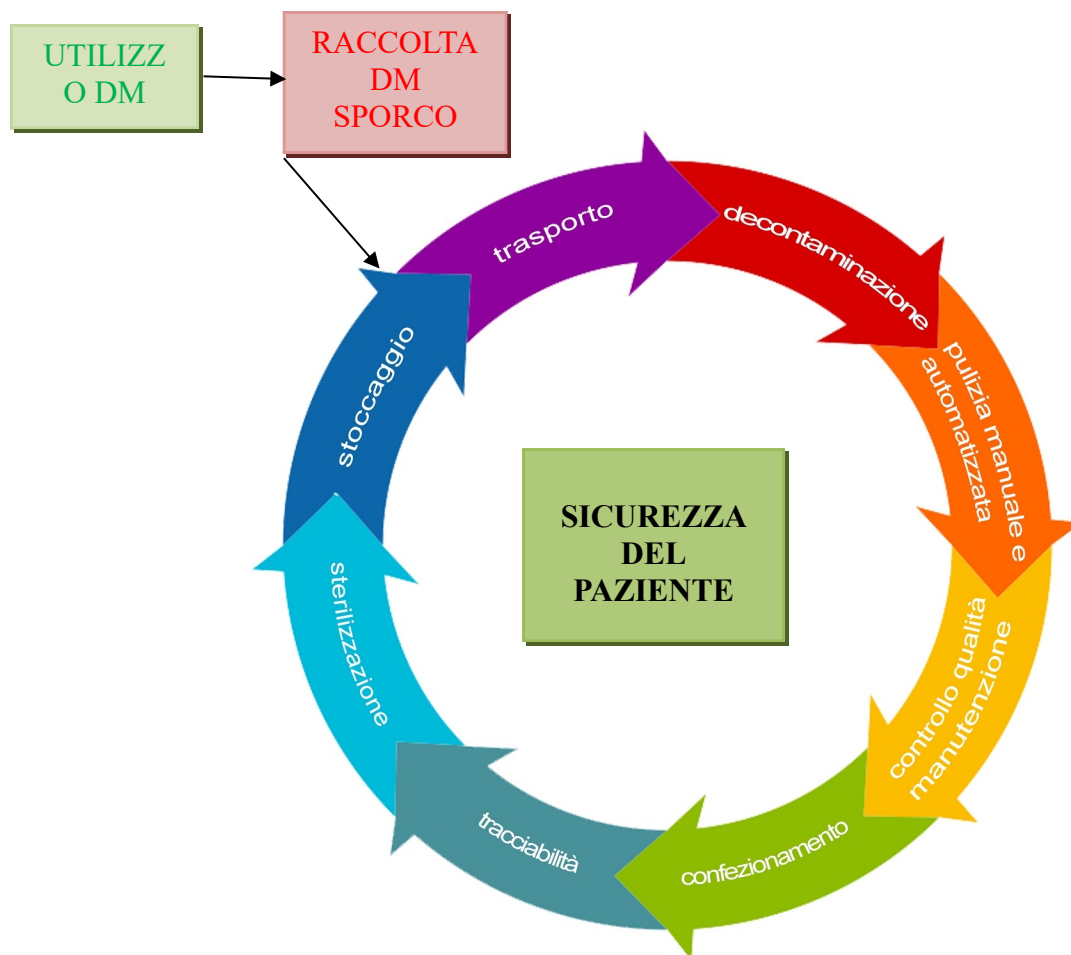 UTILIZZ
O DM
RACCOLTA
DM
SPORCO
trasporto
decontaminazione
pulizia manuale e
automatizzata
controllo qualità
manutenzione
confezionamento
tracciabilità
sterilizzazione
stoccaggio
SICUREZZA
DEL
PAZIENTE